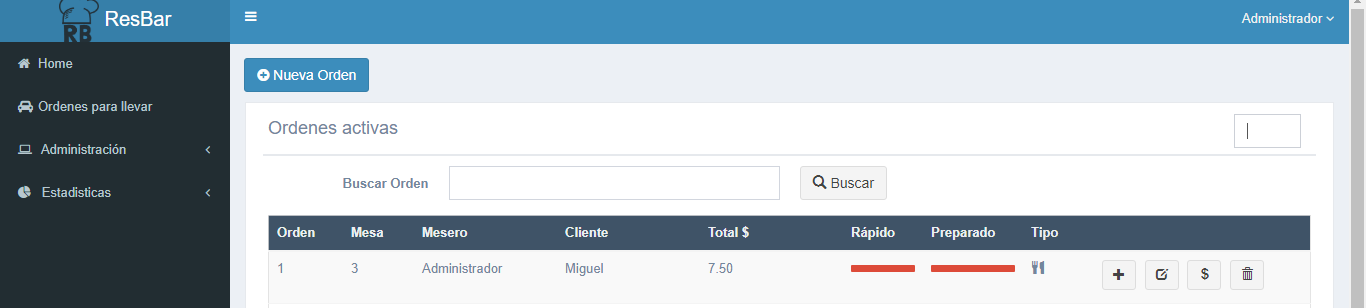 RB ResBar
Administrador
Home
Ordenes para llevar
Administración
Estadisticas
Nueva Orden
Ordenes activas
Buscar Orden Buscar
Orden Mesa Mesero Cliente Total $ Rápido Preparado Tipo
1 3 Administrador Miguel 7.50 $